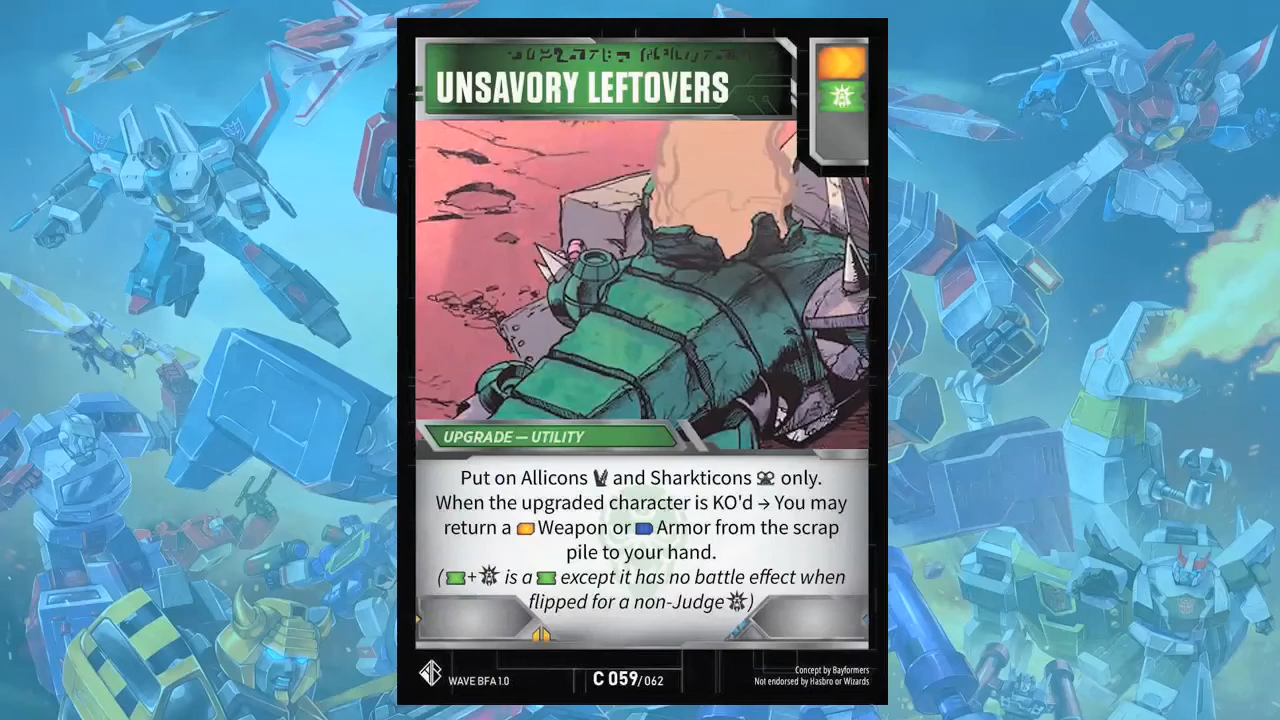 UNSAVORY LEFTOVERS
UPGRADE — UTILITY
Put on Allicons and Sharkticons only.
When the upgraded character is KO'd → You may
return a Weapon or Armor from the scrap
pile to your hand.
( + is a except it has no battle effect when
flipped for a non-Judge )
WAVE BFA 1.0
C 059/062
Concept by Bayformers
Not endorsed by Hasbro or Wizards